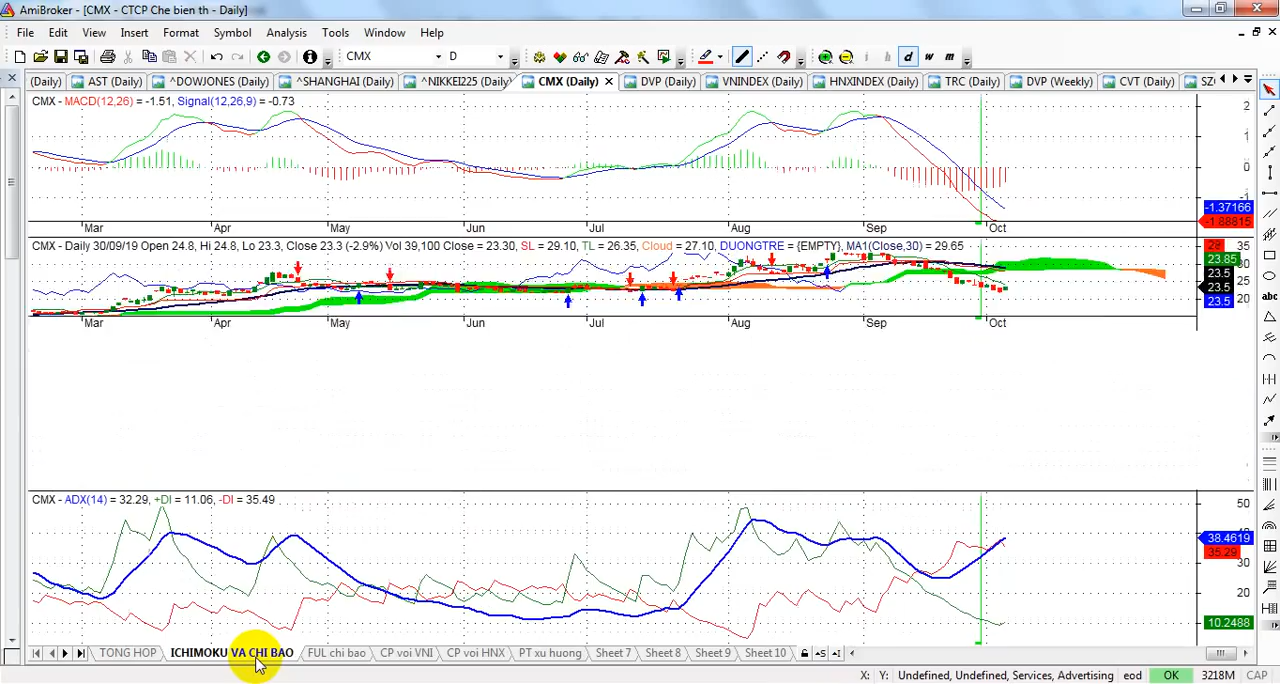 AmiBroker - [CMX - CTCP Che bien th - Daily]
File Edit View Insert Format Symbol Analysis Tools Window Help
CMX D i h d w m
(Daily) AST (Daily) ^DOWJONES (Daily) ^SHANGHAI (Daily) ^NIKKEI225 (Daily) CMX (Daily) DVP (Daily) VNINDEX (Daily) HNXINDEX (Daily) TRC (Daily) DVP (Weekly) CVT (Daily)
CMX - MACD(12,26) = -1.51, Signal(12,26,9) = -0.73
2
1
0
-1
-1.37166
-1.88815
Mar Apr May Jun Jul Aug Sep Oct
CMX - Daily 30/09/19 Open 24.8, Hi 24.8, Lo 23.3, Close 23.3 (-2.9%) Vol 39,100 Close = 23.30, SL = 29.10, TL = 26.35, Cloud = 27.10, DUONGTRE = {EMPTY}, MA1(Close,30) = 29.65
28 35
23.85
30
23.5
25
23.5
20
Mar Apr May Jun Jul Aug Sep Oct
abc
CMX - ADX(14) = 32.29, +DI = 11.06, -DI = 35.49
50
38.4619
35.29
30
20
10.2488
TONG HOP ICHIMOKU VA CHI BAO FUL chi bao CP voi VNI CP voi HNX PT xu huong Sheet 7 Sheet 8 Sheet 9 Sheet 10
X: Y: Undefined, Undefined, Services, Advertising eod OK 3218M CAP